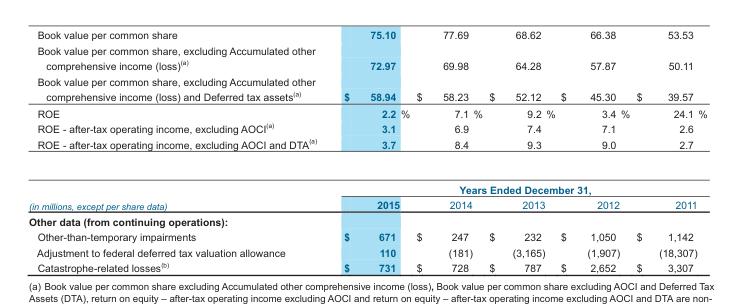 Book value per common share 75.10 77.69 68.62 66.38 53.53
Book value per common share, excluding Accumulated other
comprehensive income (loss)(a) 72.97 69.98 64.28 57.87 50.11
Book value per common share, excluding Accumulated other
comprehensive income (loss) and Deferred tax assets(a) $ 58.94 $ 58.23 $ 52.12 $ 45.30 $ 39.57
ROE 2.2 % 7.1 % 9.2 % 3.4 % 24.1 %
ROE - after-tax operating income, excluding AOCI(a) 3.1 6.9 7.4 7.1 2.6
ROE - after-tax operating income, excluding AOCI and DTA(a) 3.7 8.4 9.3 9.0 2.7
Years Ended December 31,
(in millions, except per share data) 2015 2014 2013 2012 2011
Other data (from continuing operations):
Other-than-temporary impairments $ 671 $ 247 $ 232 $ 1,050 $ 1,142
Adjustment to federal deferred tax valuation allowance 110 (181) (3,165) (1,907) (18,307)
Catastrophe-related losses(b) $ 731 $ 728 $ 787 $ 2,652 $ 3,307
(a) Book value per common share excluding Accumulated other comprehensive income (loss), Book value per common share excluding AOCI and Deferred Tax
Assets (DTA), return on equity – after-tax operating income excluding AOCI and return on equity – after-tax operating income excluding AOCI and DTA are non-